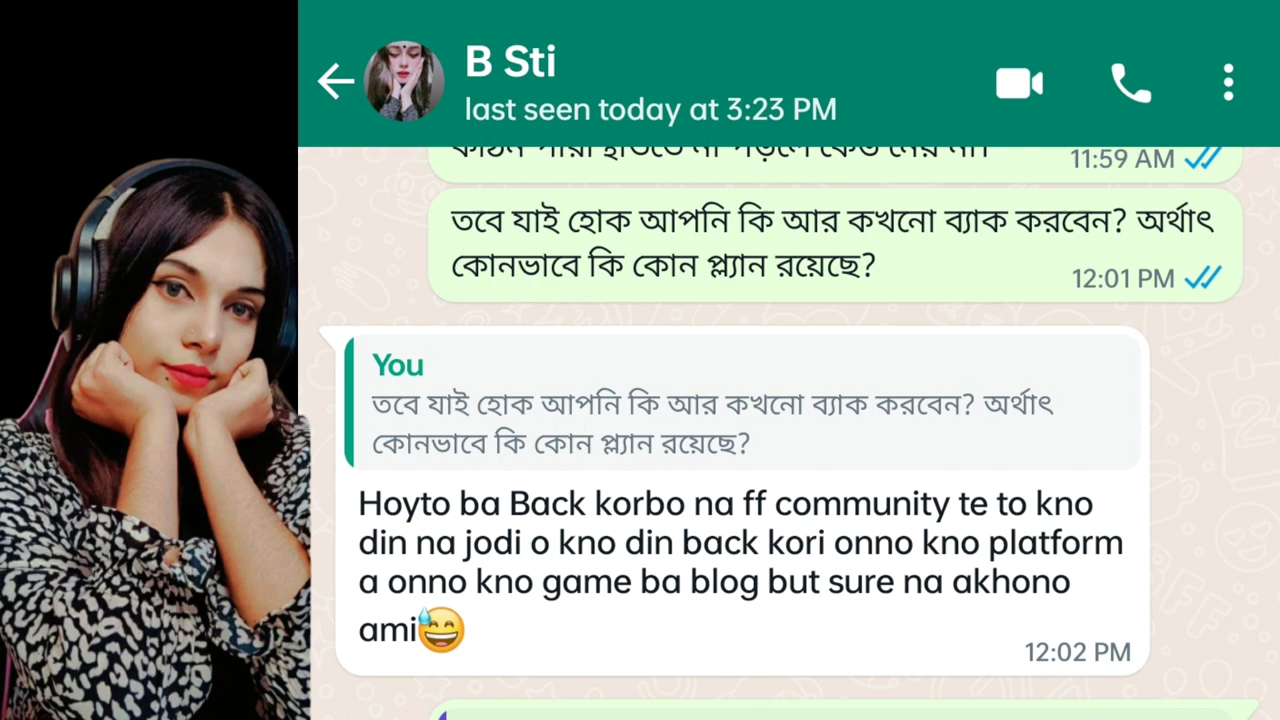 B Sti
last seen today at 3:23 PM
11:59 AM
তবে যাই হোক আপনি কি আর কখনো ব্যাক করবেন? অর্থাৎ
কোনভাবে কি কোন প্ল্যান রয়েছে?
12:01 PM
You
তবে যাই হোক আপনি কি আর কখনো ব্যাক করবেন? অর্থাৎ
কোনভাবে কি কোন প্ল্যান রয়েছে?
Hoyto ba Back korbo na ff community te to kno
din na jodi o kno din back kori onno kno platform
a onno kno game ba blog but sure na akhono
ami😅
12:02 PM